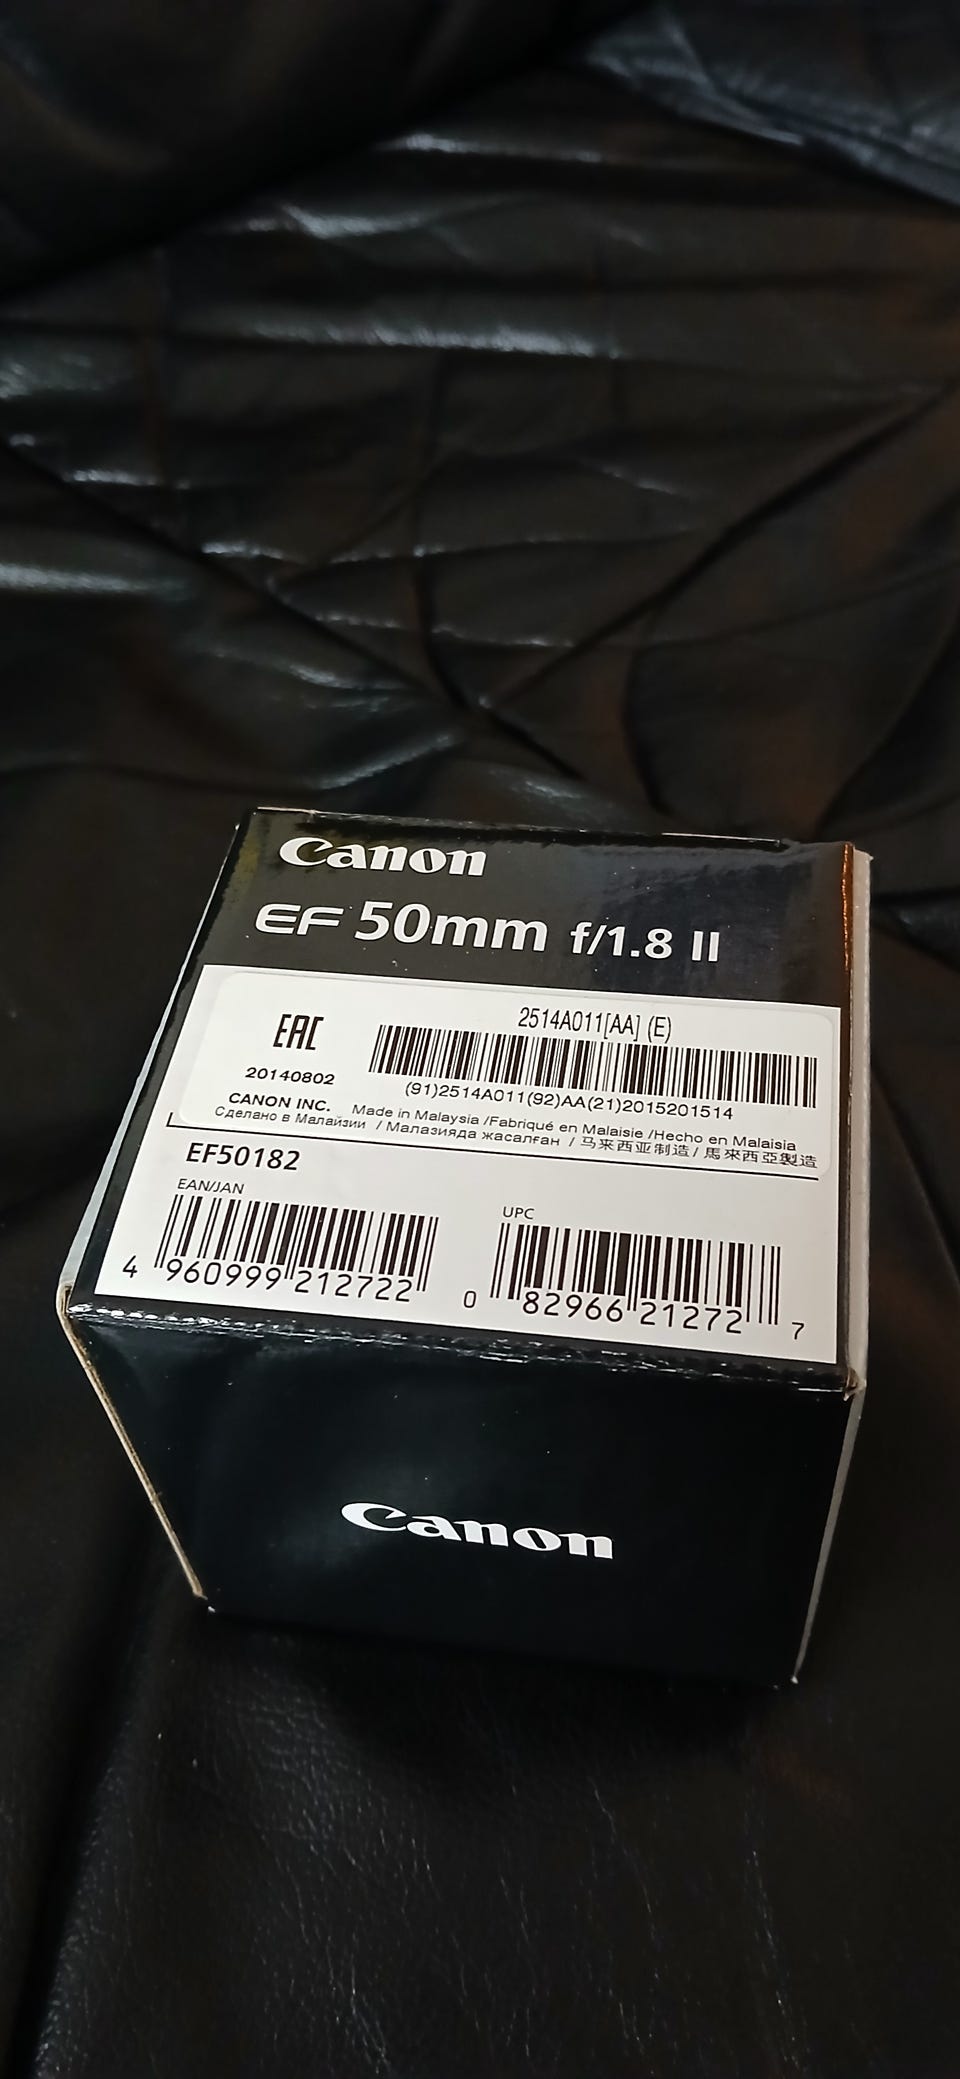 Canon
EF 50mm f/1.8 II
2514A011[AA] (E)
EAC
20140802
(91)2514A011(92)AA(21)2015201514
CANON INC. Made in Malaysia /Fabriqué en Malaisie /Hecho en Malaisia
Сделано в Малайзии / Малазияда жасалған / 马来西亚制造 / 馬來西亞製造
EF50182
EAN/JAN
4 960999 212722
UPC
0 82966 21272 7
Canon